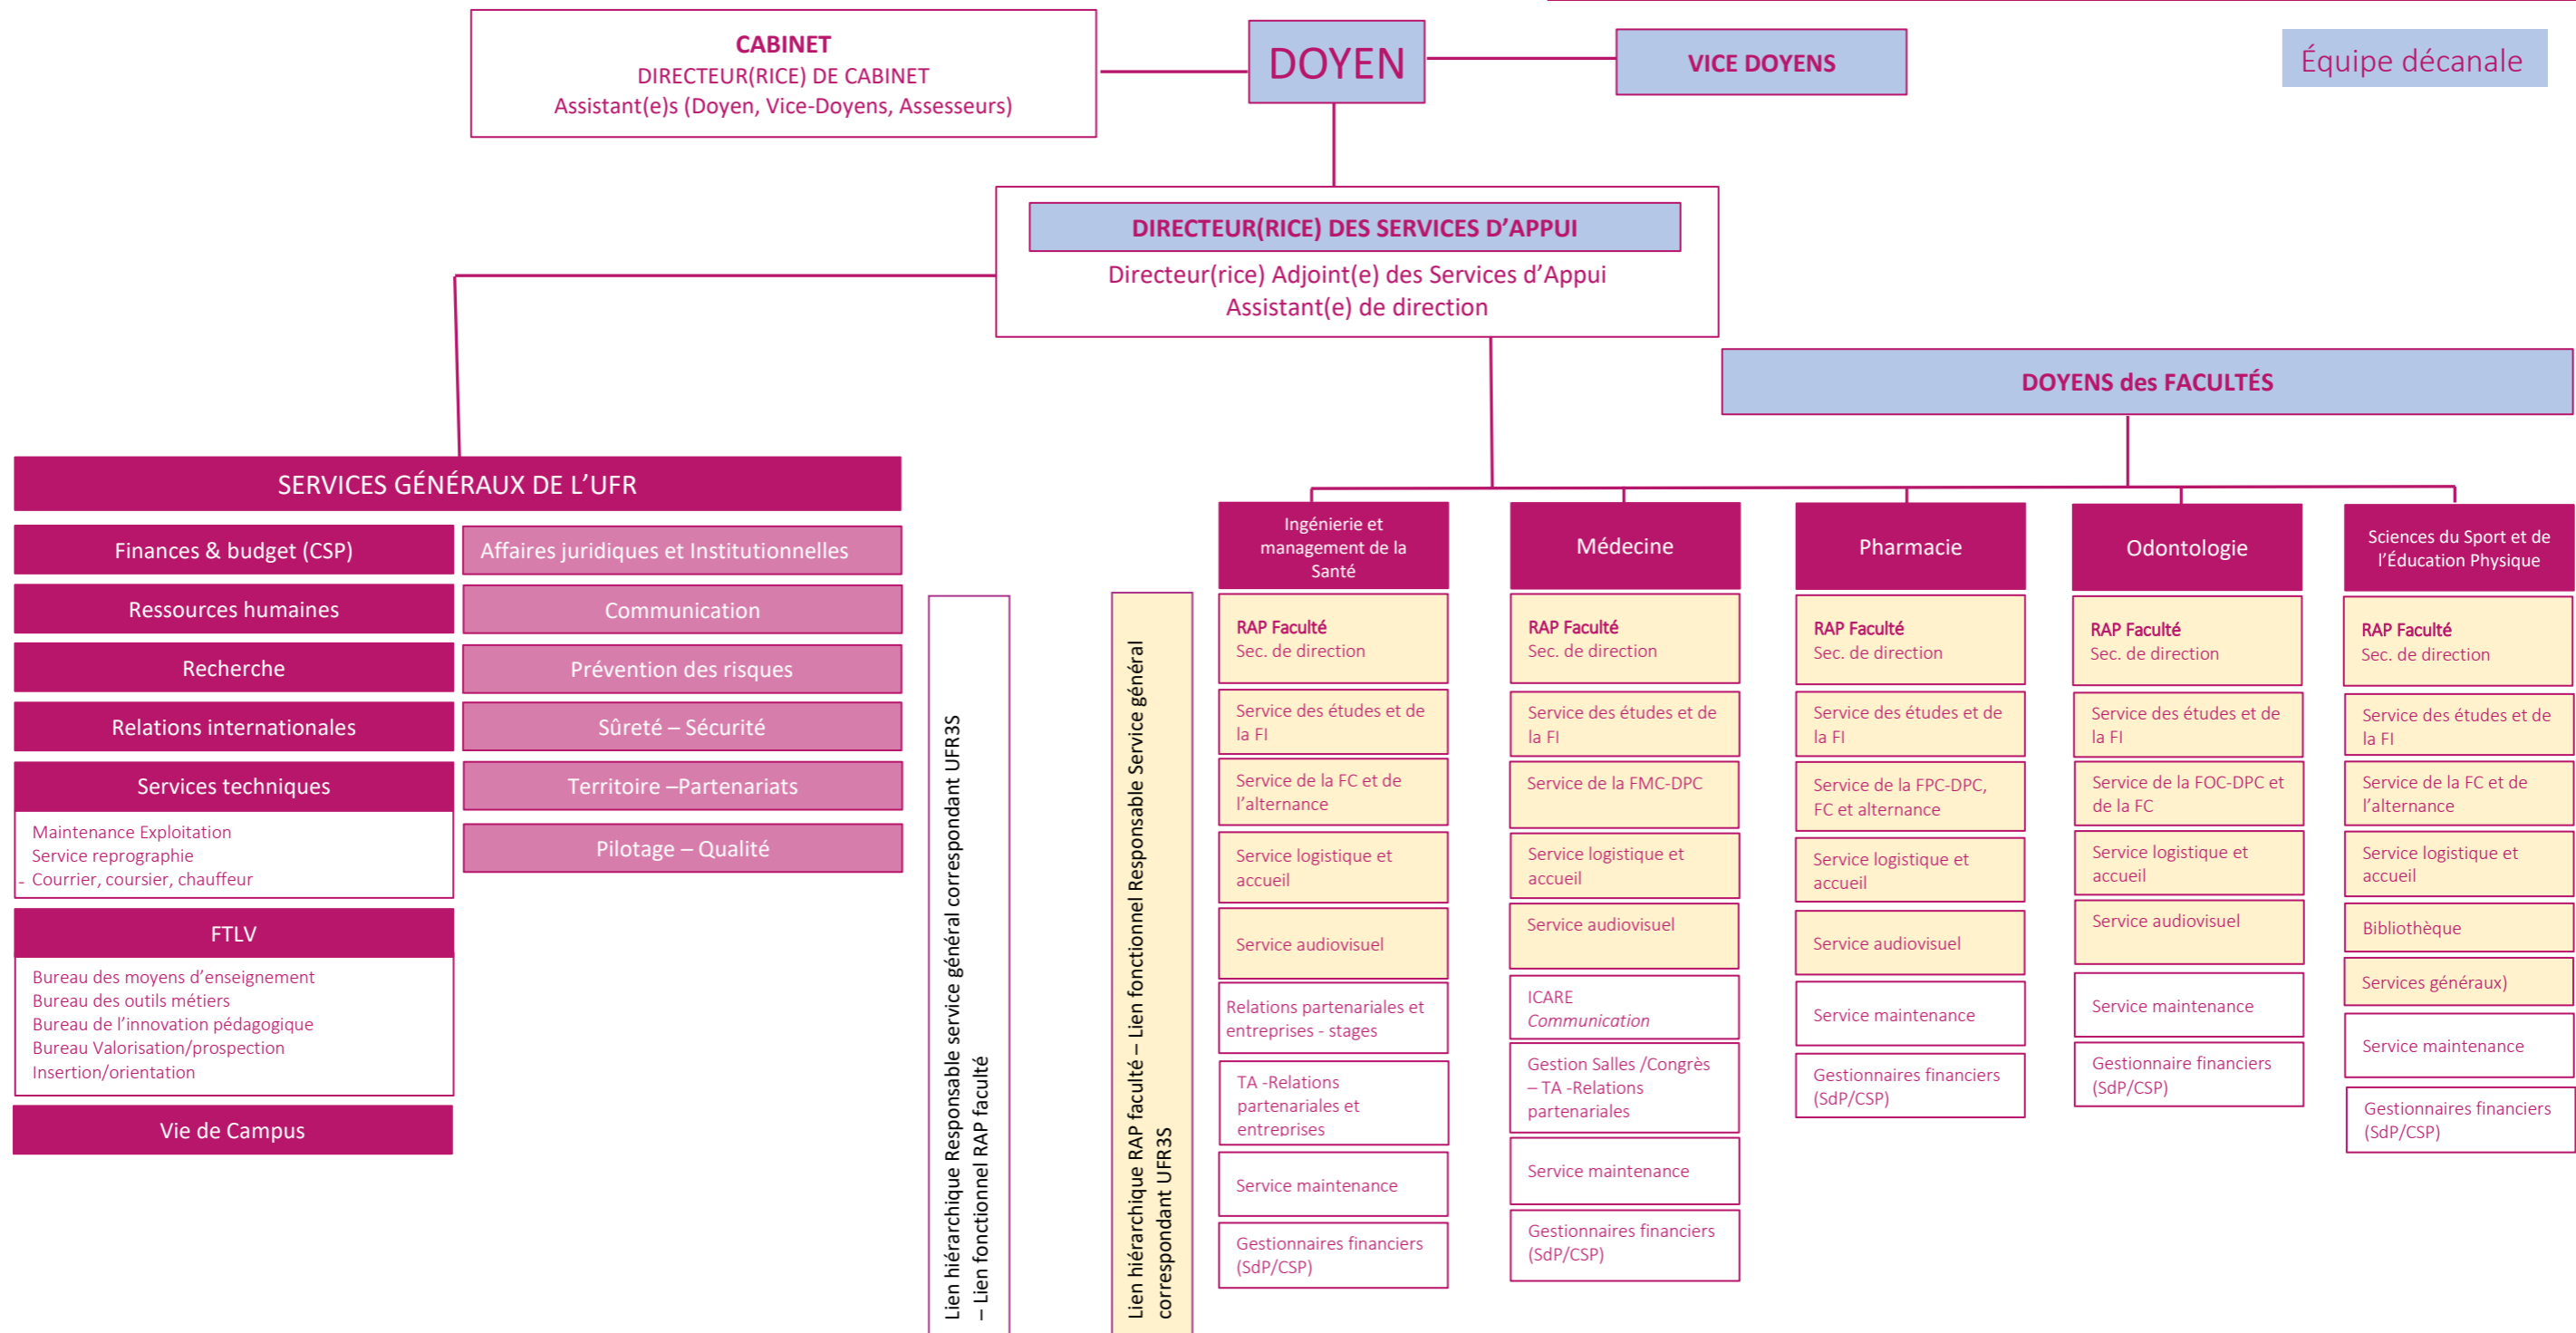 CABINET
DIRECTEUR(RICE) DE CABINET
Assistant(e)s (Doyen, Vice-Doyens, Assesseurs)
DOYEN
VICE DOYENS
Équipe décanale
DIRECTEUR(RICE) DES SERVICES D’APPUI
Directeur(rice) Adjoint(e) des Services d’Appui
Assistant(e) de direction
DOYENS des FACULTÉS
SERVICES GÉNÉRAUX DE L’UFR
Finances & budget (CSP)
Ressources humaines
Recherche
Relations internationales
Services techniques
Maintenance Exploitation
Service reprographie
- Courrier, coursier, chauffeur
FTLV
Bureau des moyens d’enseignement
Bureau des outils métiers
Bureau de l’innovation pédagogique
Bureau Valorisation/prospection
Insertion/orientation
Vie de Campus
Affaires juridiques et Institutionnelles
Communication
Prévention des risques
Sûreté – Sécurité
Territoire –Partenariats
Pilotage – Qualité
Lien hiérarchique Responsable service général correspondant UFR3S
– Lien fonctionnel RAP faculté
Lien hiérarchique RAP faculté – Lien fonctionnel Responsable Service général
correspondant UFR3S
Ingénierie et
management de la
Santé
RAP Faculté
Sec. de direction
Service des études et de
la FI
Service de la FC et de
l’alternance
Service logistique et
accueil
Service audiovisuel
Relations partenariales et
entreprises - stages
TA -Relations
partenariales et
entreprises
Service maintenance
Gestionnaires financiers
(SdP/CSP)
Médecine
RAP Faculté
Sec. de direction
Service des études et de
la FI
Service de la FMC-DPC
Service logistique et
accueil
Service audiovisuel
ICARE
Communication
Gestion Salles /Congrès
– TA -Relations
partenariales
Service maintenance
Gestionnaires financiers
(SdP/CSP)
Pharmacie
RAP Faculté
Sec. de direction
Service des études et de
la FI
Service de la FPC-DPC,
FC et alternance
Service logistique et
accueil
Service audiovisuel
Service maintenance
Gestionnaires financiers
(SdP/CSP)
Odontologie
RAP Faculté
Sec. de direction
Service des études et de
la FI
Service de la FOC-DPC et
de la FC
Service logistique et
accueil
Service audiovisuel
Service maintenance
Gestionnaire financiers
(SdP/CSP)
Sciences du Sport et de
l’Éducation Physique
RAP Faculté
Sec. de direction
Service des études et de
la FI
Service de la FC et de
l’alternance
Service logistique et
accueil
Bibliothèque
Services généraux)
Service maintenance
Gestionnaires financiers
(SdP/CSP)